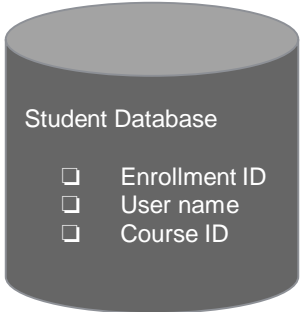 Student Database
❏ Enrollment ID
❏ User name
❏ Course ID